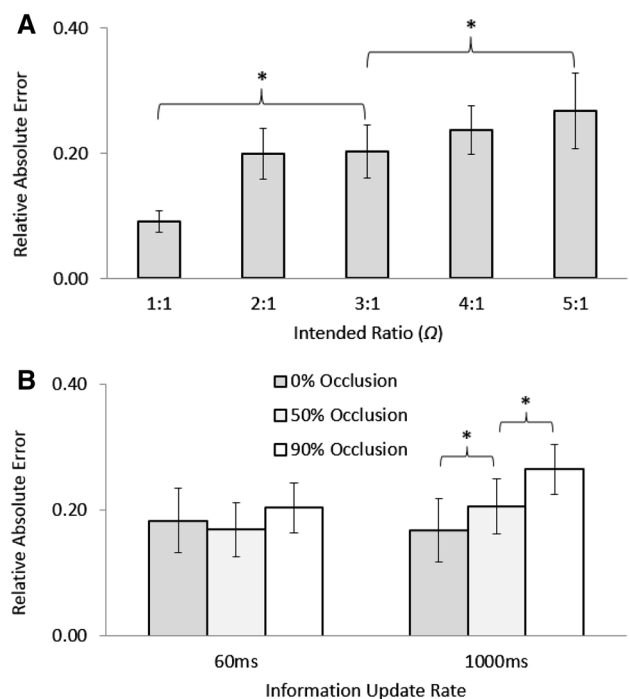 A
Relative Absolute Error
0.40
0.20
0.00
*
*
1:1 2:1 3:1 4:1 5:1
Intended Ratio (Ω)
B
Relative Absolute Error
0.40
0.20
0.00
0% Occlusion
50% Occlusion
90% Occlusion
*
*
60ms 1000ms
Information Update Rate